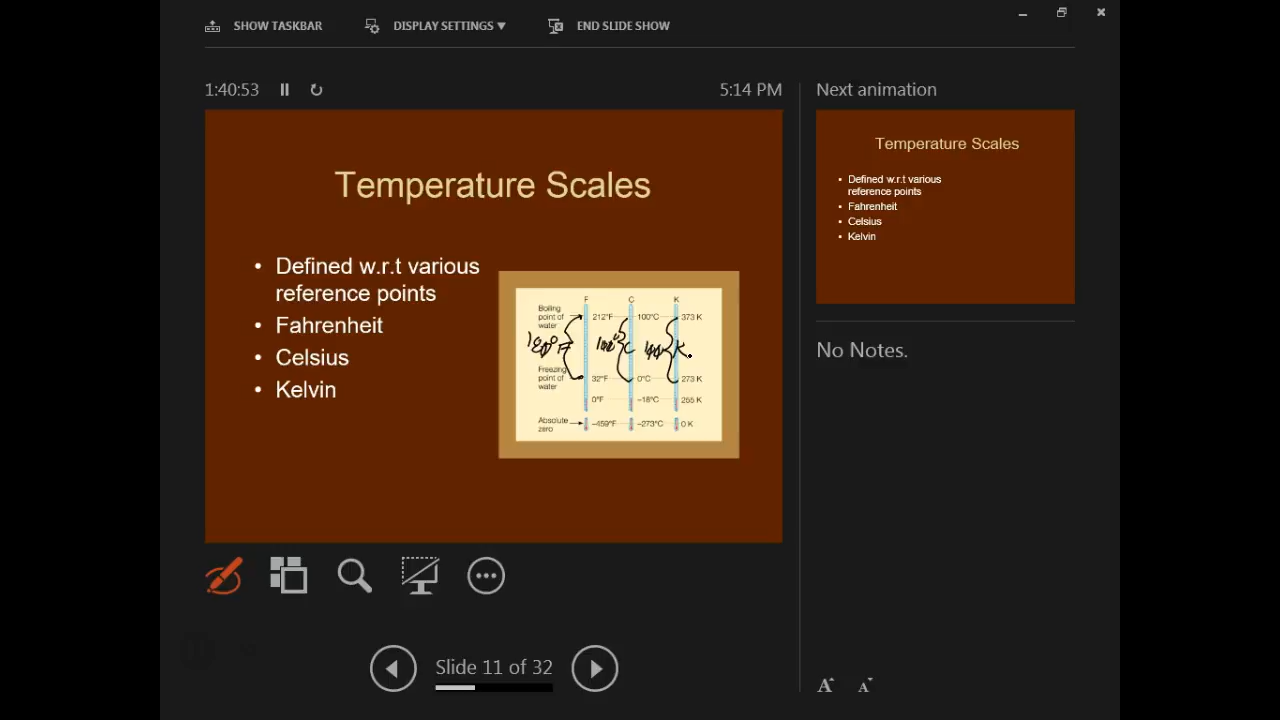 SHOW TASKBAR
DISPLAY SETTINGS ▼
END SLIDE SHOW
1:40:53
5:14 PM
Next animation
Temperature Scales
• Defined w.r.t various
reference points
• Fahrenheit
• Celsius
• Kelvin
F C K
Boiling
point of
water
212°F 100°C 373 K
180°F 100°C 100 K
Freezing
point of
water
32°F 0°C 273 K
0°F -18°C 255 K
Absolute
zero
-459°F -273°C 0 K
Temperature Scales
• Defined w.r.t various
reference points
• Fahrenheit
• Celsius
• Kelvin
No Notes.
Slide 11 of 32
A A